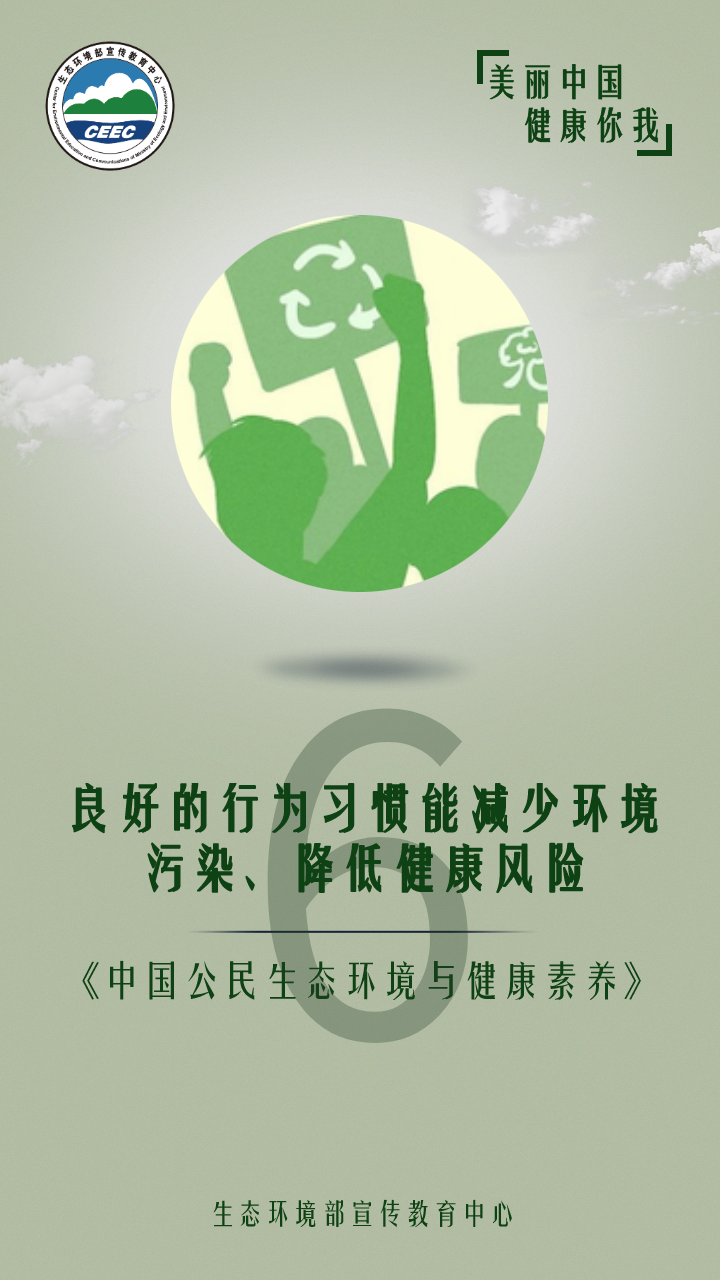 生态环境部宣传教育中心
Center for Environmental Education and Communications of Ministry of Ecology and Environment
CEEC
美丽中国
健康你我
6
良好的行为习惯能减少环境
污染、降低健康风险
《中国公民生态环境与健康素养》
生态环境部宣传教育中心